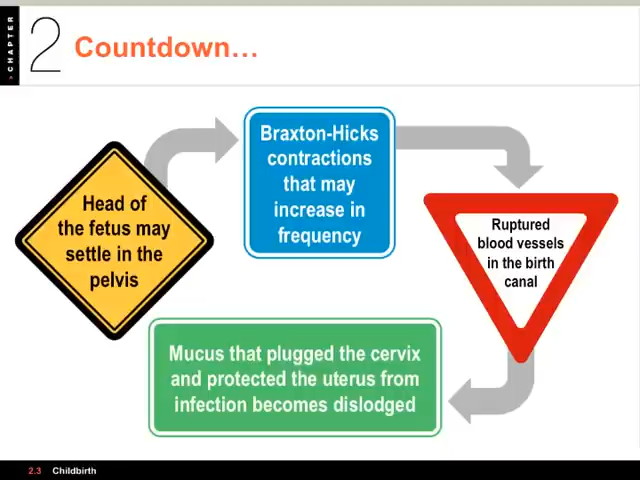 CHAPTER
2
Countdown…
Head of
the fetus may
settle in the
pelvis
Braxton-Hicks
contractions
that may
increase in
frequency
Ruptured
blood vessels
in the birth
canal
Mucus that plugged the cervix
and protected the uterus from
infection becomes dislodged
2.3 Childbirth